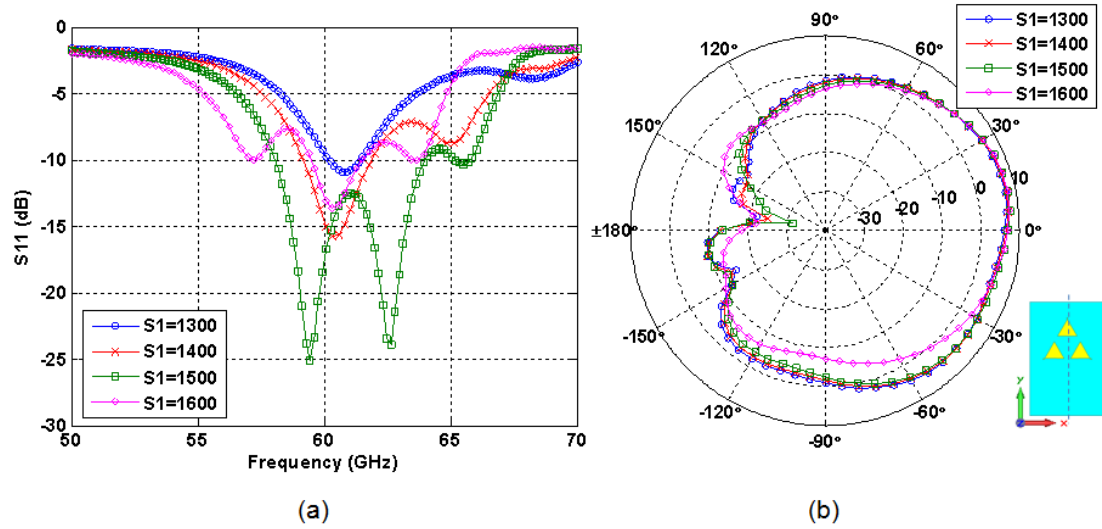 0
-5
-10
-15
-20
-25
-30
S11 (dB)
50
55
60
65
70
Frequency (GHz)
S1=1300
S1=1400
S1=1500
S1=1600
(a)
90°
60°
30°
0°
-30°
-60°
-90°
-120°
-150°
±180°
150°
120°
-30
-20
-10
0
10
S1=1300
S1=1400
S1=1500
S1=1600
Y
Z
x
(b)